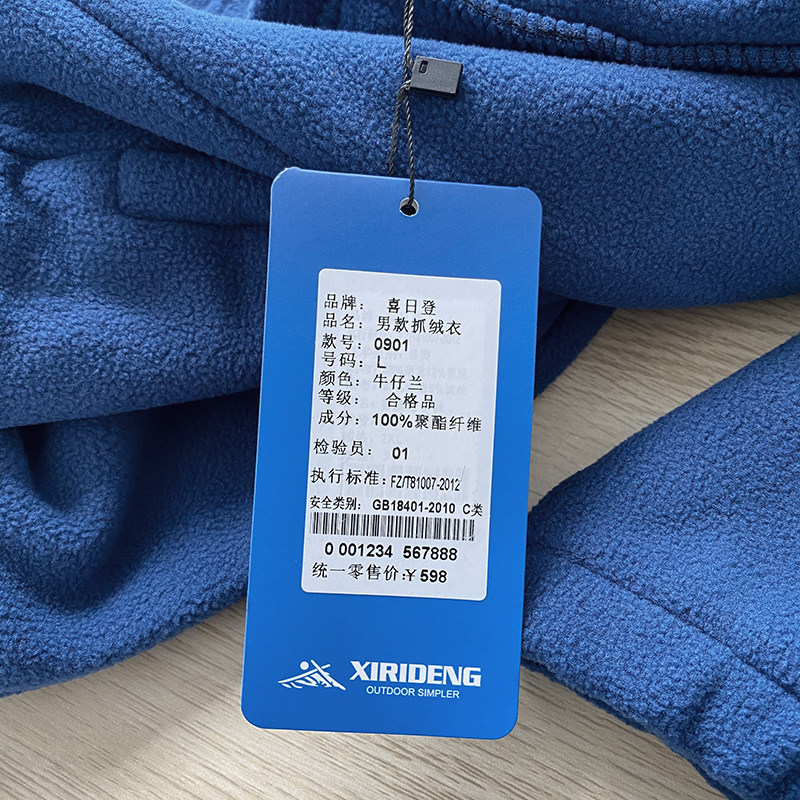 品牌： 喜日登
品名：男款抓绒衣
款号：0901
号码：L
颜色：牛仔兰
等级： 合格品
成分：100%聚酯纤维
检验员： 01
执行标准：FZ/T81007-2012
安全类别： GB18401-2010 C类
0 001234 567888
统一零售价:￥598
XIRIDENG
OUTDOOR SIMPLER